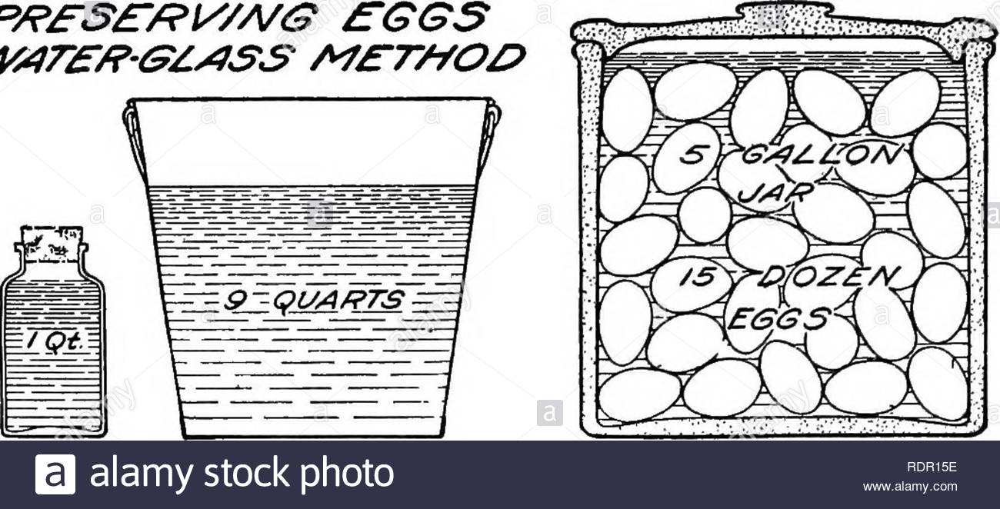 PRESERVING EGGS
WATER-GLASS METHOD
1 Qt.
9 QUARTS
5 GALLON
JAR
15 DOZEN
EGGS
a alamy stock photo
RDR15E
www.alamy.com